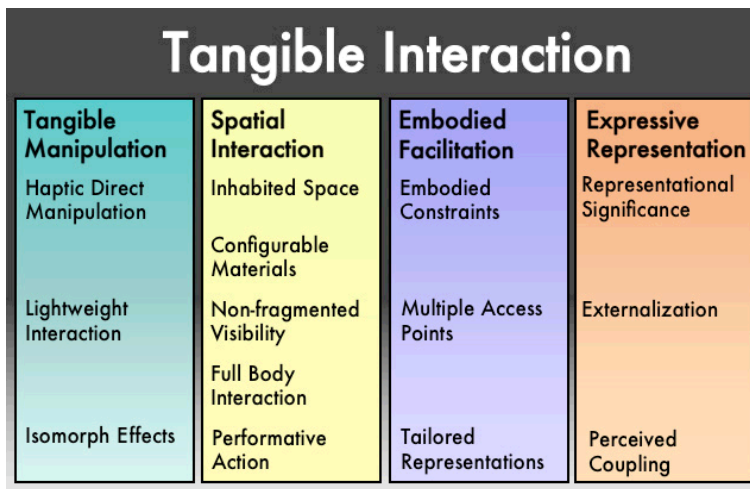 Tangible Interaction
Tangible
Manipulation
Haptic Direct
Manipulation
Lightweight
Interaction
Isomorph Effects
Spatial
Interaction
Inhabited Space
Configurable
Materials
Non-fragmented
Visibility
Full Body
Interaction
Performative
Action
Embodied
Facilitation
Embodied
Constraints
Multiple Access
Points
Tailored
Representations
Expressive
Representation
Representational
Significance
Externalization
Perceived
Coupling